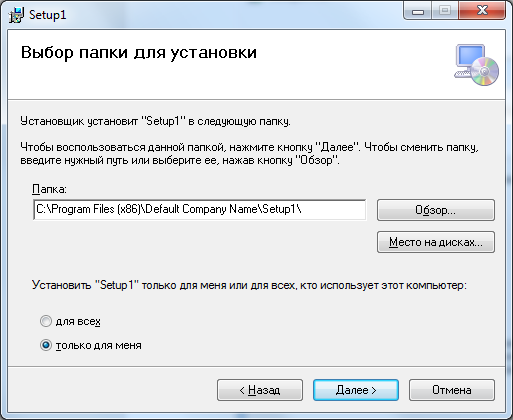 Setup1
Выбор папки для установки
Установщик установит "Setup1" в следующую папку.
Чтобы воспользоваться данной папкой, нажмите кнопку "Далее". Чтобы сменить папку,
введите нужный путь или выберите ее, нажав кнопку "Обзор".
Папка:
C:\Program Files (x86)\Default Company Name\Setup1\
Обзор...
Место на дисках...
Установить "Setup1" только для меня или для всех, кто использует этот компьютер:
для всех
только для меня
< Назад
Далее >
Отмена